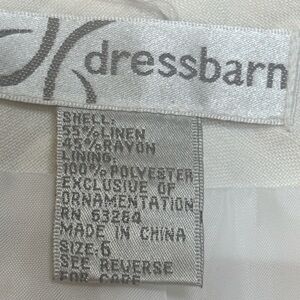 dressbarn
SHELL:
55%LINEN
45%RAYON
LINING:
100%POLYESTER
EXCLUSIVE OF
ORNAMENTATION
RN 63284
MADE IN CHINA
SIZE:6
SEE REVERSE
FOR CARE